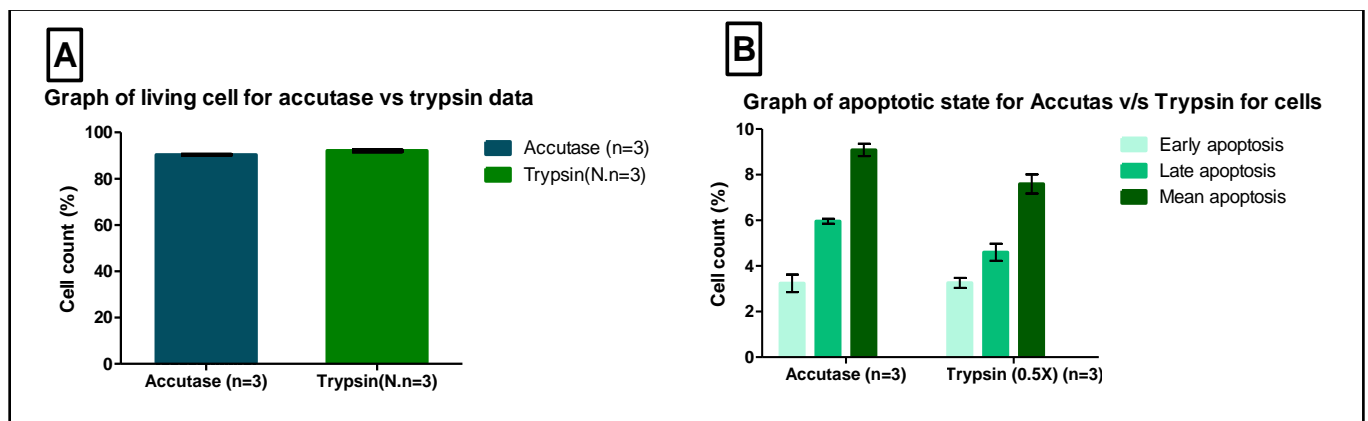 A
Graph of living cell for accutase vs trypsin data
100
80
60
40
20
0
Cell count (%)
Accutase (n=3)
Trypsin(N.n=3)
Accutase (n=3)
Trypsin(N.n=3)
B
Graph of apoptotic state for Accutas v/s Trypsin for cells
10
8
6
4
2
0
Cell count (%)
Accutase (n=3)
Trypsin (0.5X) (n=3)
Early apoptosis
Late apoptosis
Mean apoptosis